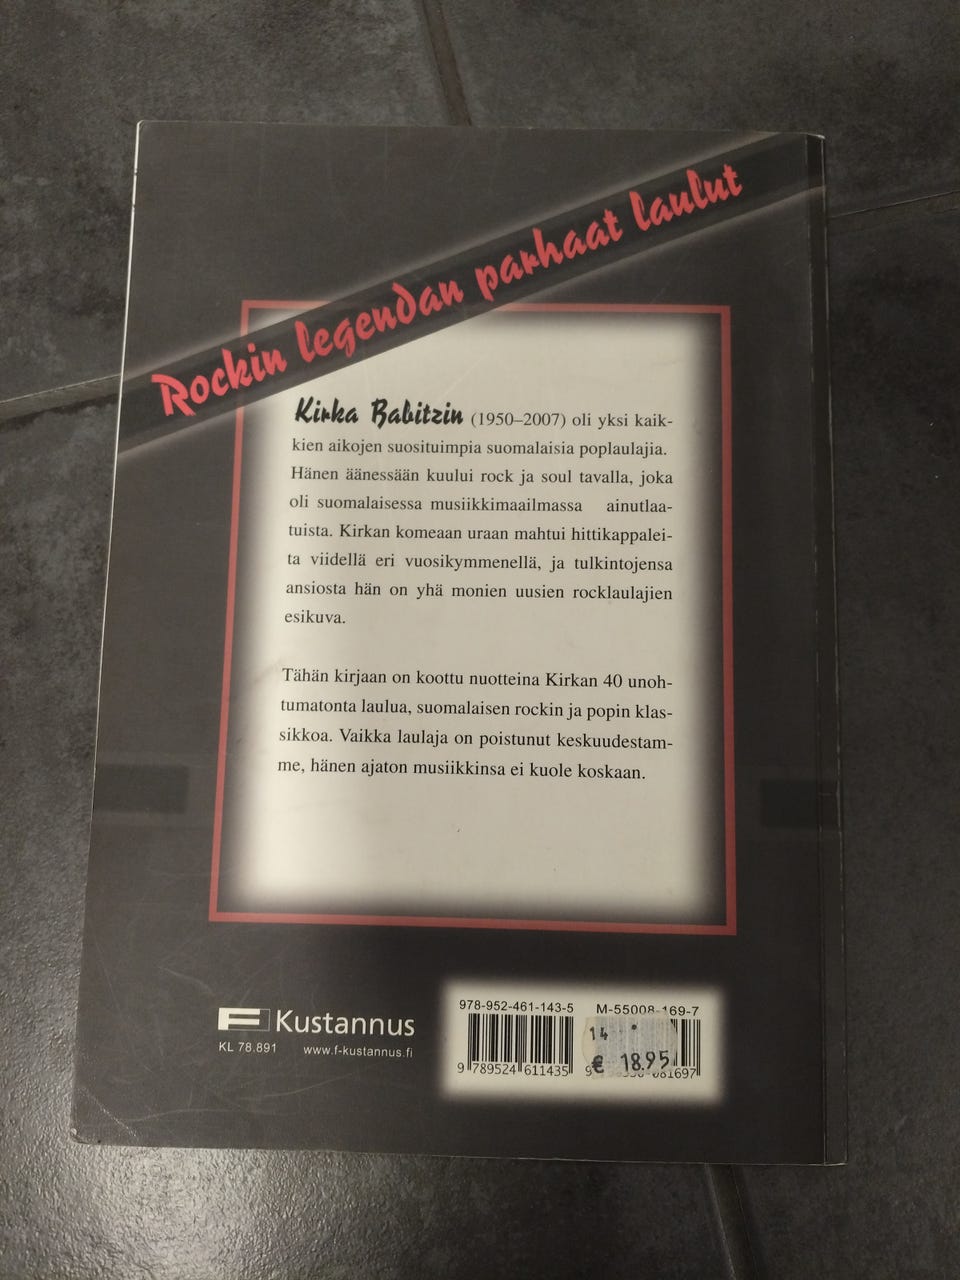 Rockin legendan parhaat laulut
Kirka Babitzin (1950–2007) oli yksi kaik-
kien aikojen suosituimpia suomalaisia poplaulajia.
Hänen äänessään kuului rock ja soul tavalla, joka
oli suomalaisessa musiikkimaailmassa ainutlaa-
tuista. Kirkan komeaan uraan mahtui hittikappalei-
ta viidellä eri vuosikymmenellä, ja tulkintojensa
ansiosta hän on yhä monien uusien rocklaulajien
esikuva.
Tähän kirjaan on koottu nuotteina Kirkan 40 unoh-
tumatonta laulua, suomalaisen rockin ja popin klas-
sikkoa. Vaikka laulaja on poistunut keskuudestam-
me, hänen ajaton musiikkinsa ei kuole koskaan.
F Kustannus
KL 78.891 www.f-kustannus.fi
978-952-461-143-5
9 789524 611435
M-55008-169-7
14
€ 18.95
081697